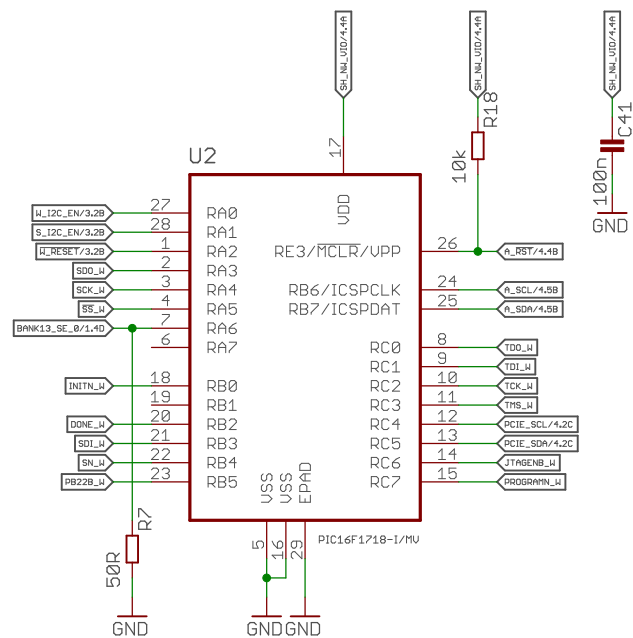 SH_NW_VIO/4.4A
SH_NW_VIO/4.4A
SH_NW_VIO/4.4A
R18
10k
C41
100n
GND
U2
17
VDD
W_I2C_EN/3.2B 27 RA0
S_I2C_EN/3.2B 28 RA1
W_RESET/3.2B 1 RA2
SDO_W 2 RA3
SCK_W 3 RA4
SS_W 4 RA5
BANK13_SE_0/1.4D 7 RA6
6 RA7
INITN_W 18 RB0
19 RB1
DONE_W 20 RB2
SDI_W 21 RB3
SN_W 22 RB4
PB22B_W 23 RB5
RE3/MCLR/VPP 26 A_RST/4.4B
RB6/ICSPCLK 24 A_SCL/4.5B
RB7/ICSPDAT 25 A_SDA/4.5B
RC0 8 TDO_W
RC1 9 TDI_W
RC2 10 TCK_W
RC3 11 TMS_W
RC4 12 PCIE_SCL/4.2C
RC5 13 PCIE_SDA/4.2C
RC6 14 JTAGENB_W
RC7 15 PROGRAMN_W
VSS
VSS
EPAD
5
16
29
PIC16F1718-I/MV
R7
50R
GND
GND
GND